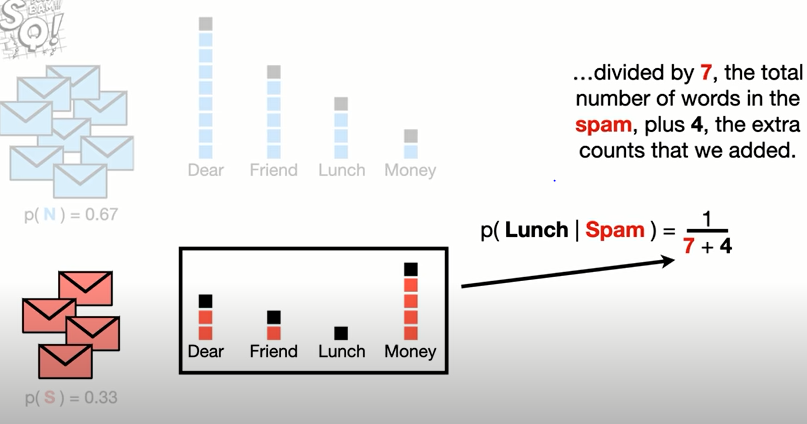 SQ!
Dear Friend Lunch Money
…divided by 7, the total
number of words in the
spam, plus 4, the extra
counts that we added.
p( N ) = 0.67
p( Lunch | Spam ) = 1
7 + 4
Dear Friend Lunch Money
p( S ) = 0.33